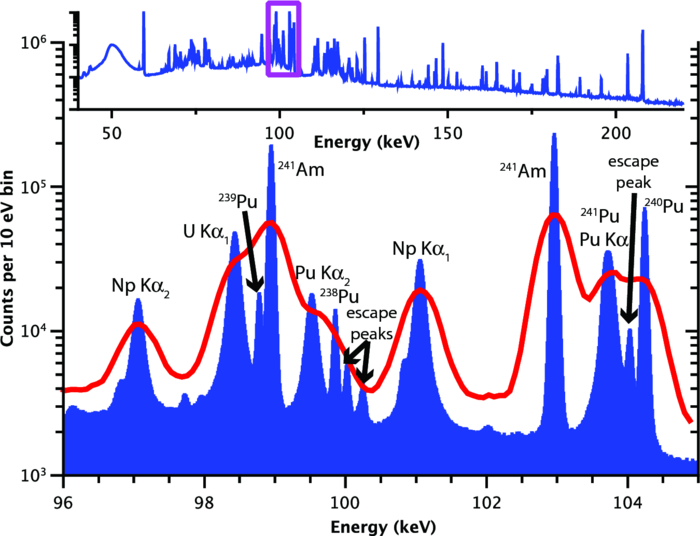 50 100 150 200
Energy (keV)
10⁶
10⁵
10⁴
10³
Counts per 10 eV bin
Np Kα₂
U Kα₁
²³⁹Pu
²⁴¹Am
Pu Kα₂
²³⁸Pu
escape
peaks
Np Kα₁
²⁴¹Am
²⁴¹Pu
Pu Kα
escape
peak
²⁴⁰Pu
96 98 100 102 104
Energy (keV)